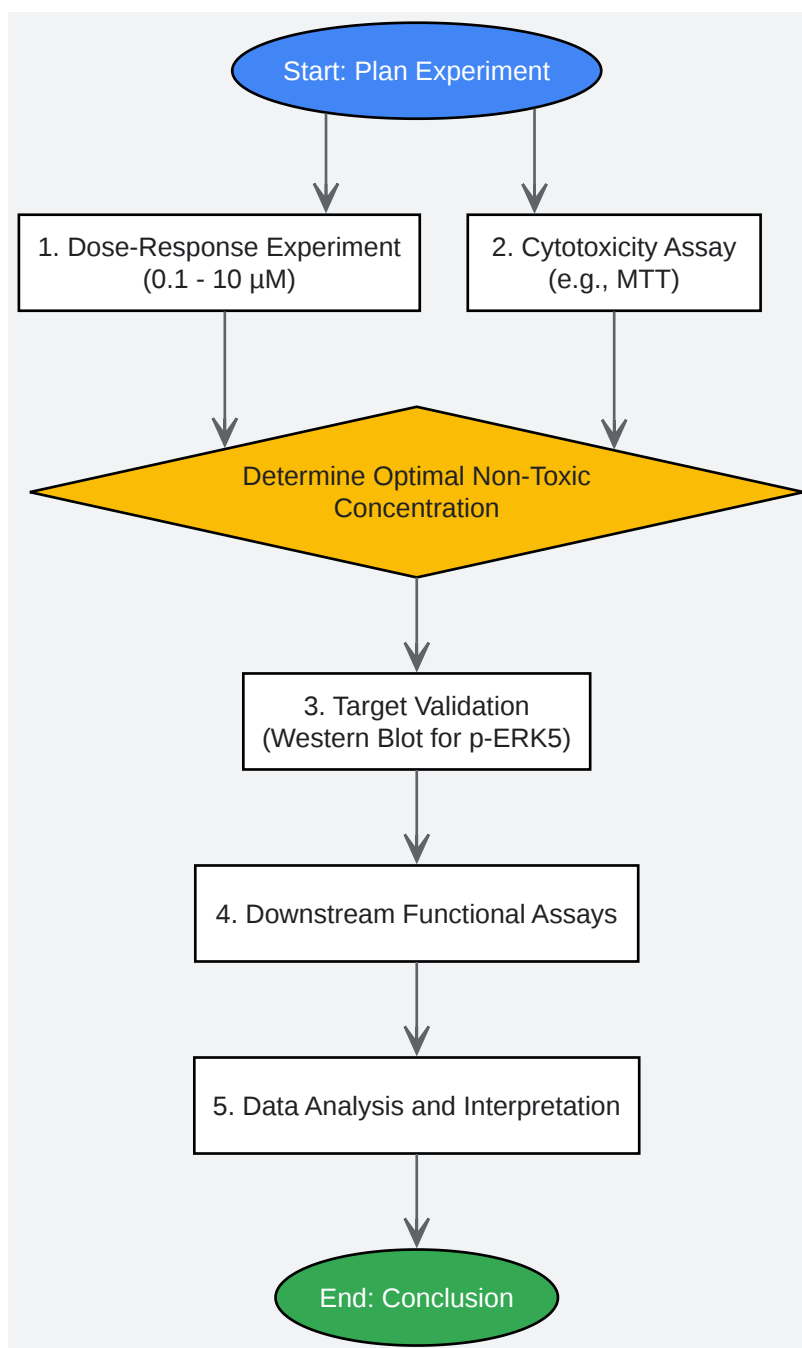 Start: Plan Experiment
1. Dose-Response Experiment
(0.1 - 10 µM)
2. Cytotoxicity Assay
(e.g., MTT)
Determine Optimal Non-Toxic
Concentration
3. Target Validation
(Western Blot for p-ERK5)
4. Downstream Functional Assays
5. Data Analysis and Interpretation
End: Conclusion